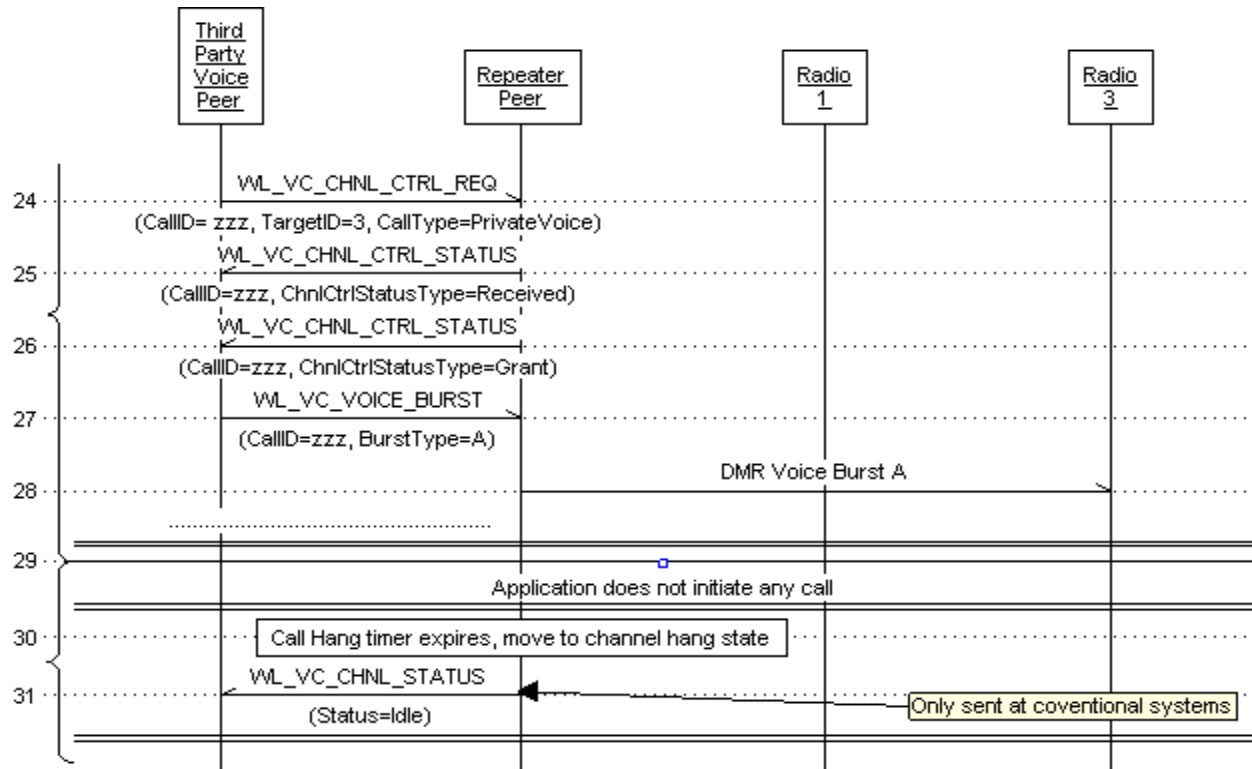 Third
Party
Voice
Peer
Repeater
Peer
Radio
1
Radio
3
24
WL_VC_CHNL_CTRL_REQ
(CallID= zzz, TargetID=3, CallType=PrivateVoice)
WL_VC_CHNL_CTRL_STATUS
25
(CallID=zzz, ChnlCtrlStatusType=Received)
WL_VC_CHNL_CTRL_STATUS
26
(CallID=zzz, ChnlCtrlStatusType=Grant)
WL_VC_VOICE_BURST
27
(CallID=zzz, BurstType=A)
DMR Voice Burst A
28
29
Application does not initiate any call
30
Call Hang timer expires, move to channel hang state
WL_VC_CHNL_STATUS
31
(Status=Idle)
Only sent at coventional systems